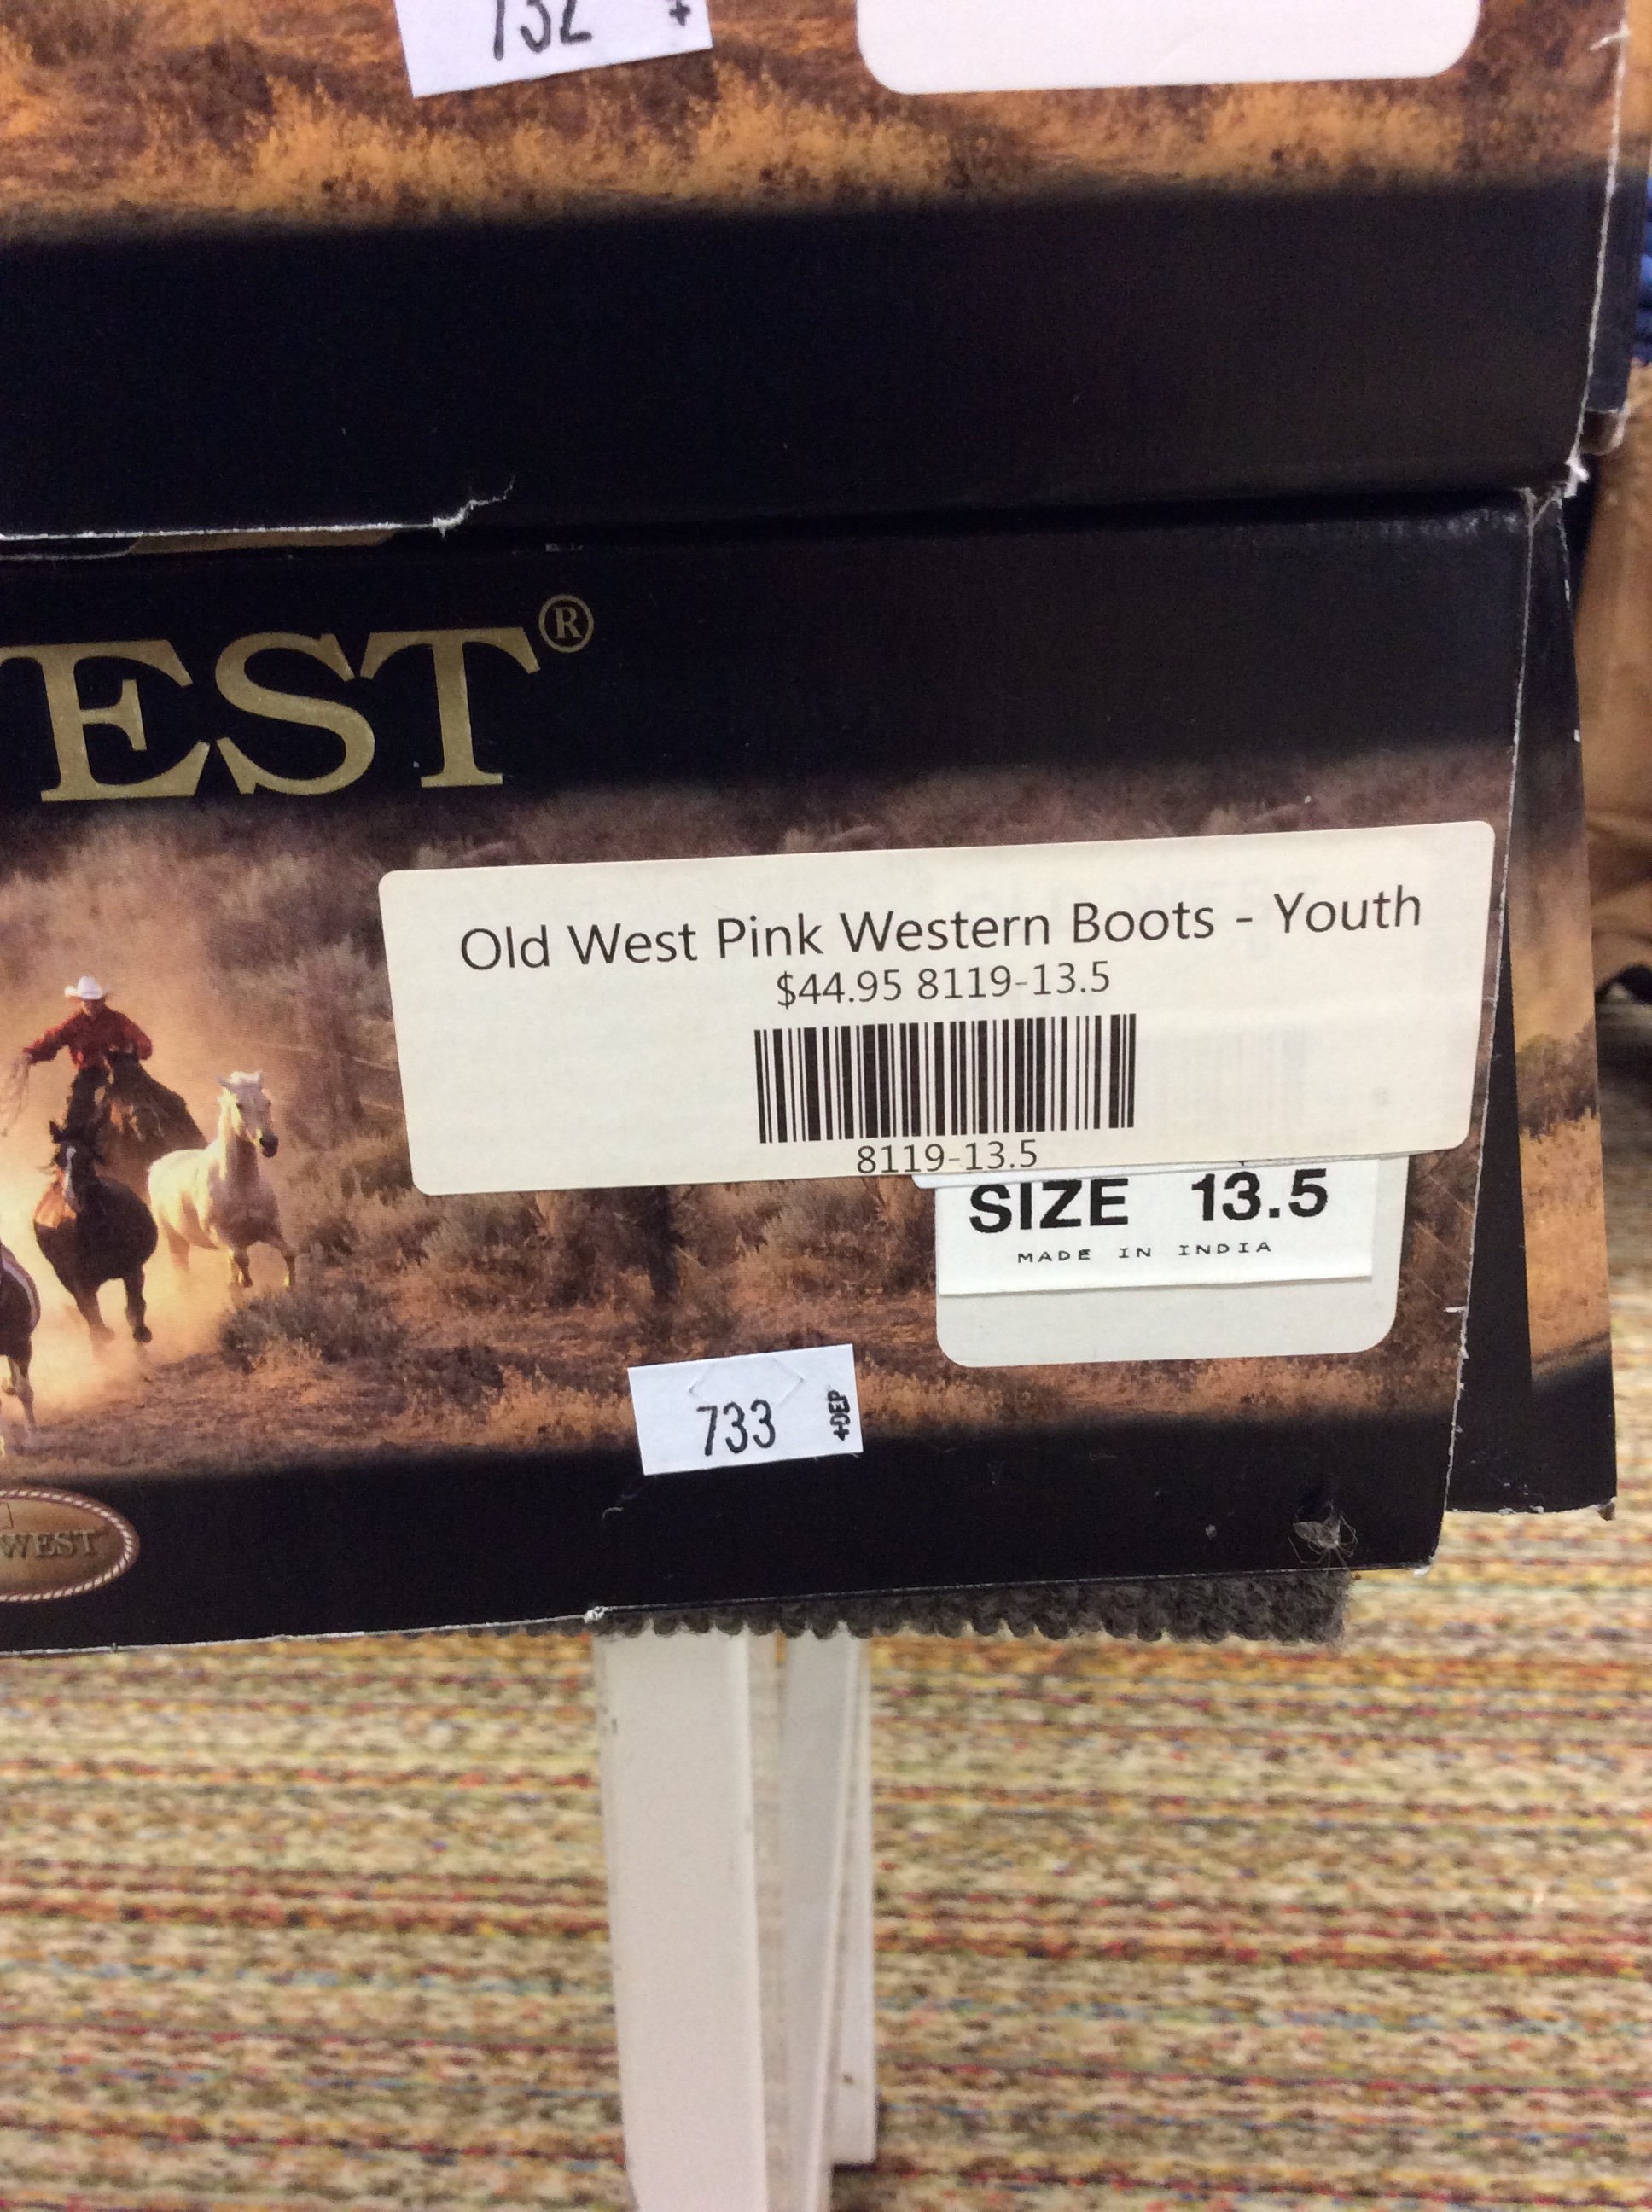 732 +
EST®
Old West Pink Western Boots - Youth
$44.95 8119-13.5
8119-13.5
SIZE 13.5
MADE IN INDIA
733 +DEP
WEST